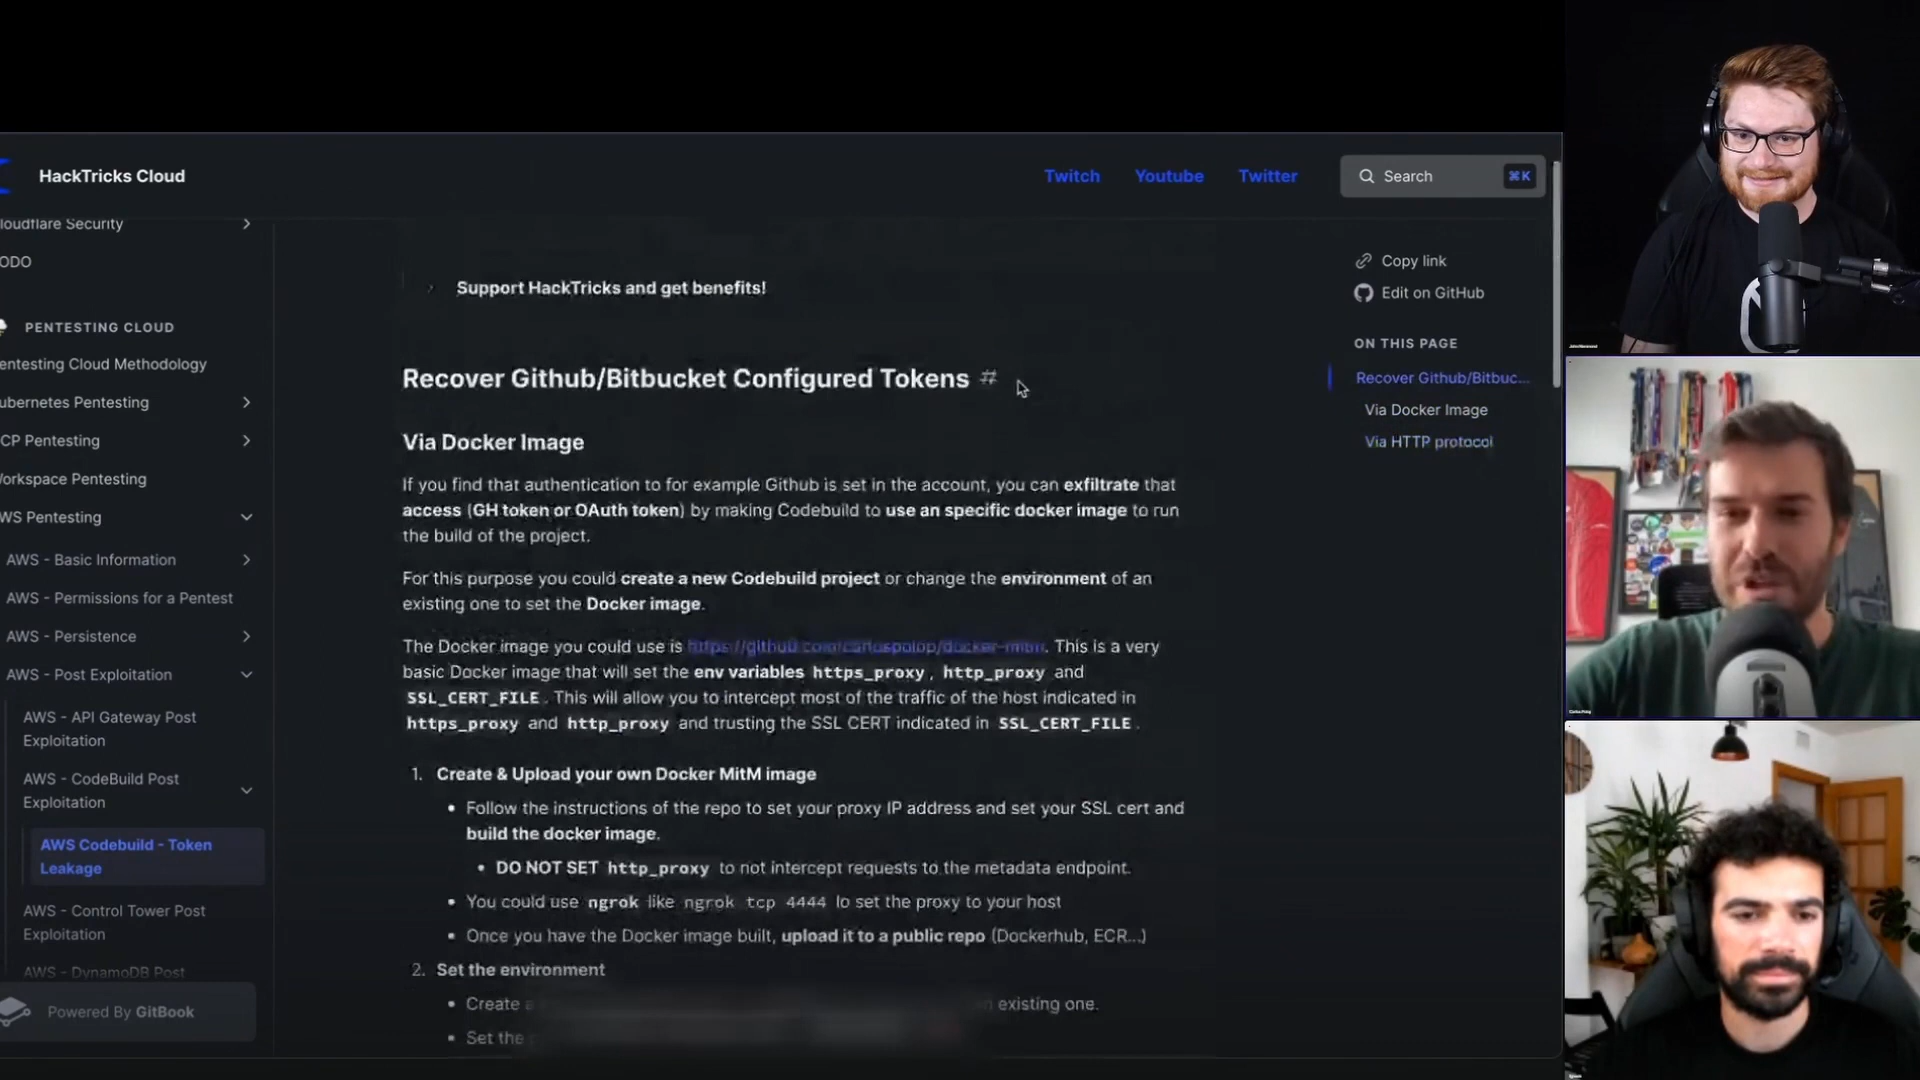 HackTricks Cloud
Twitch
Youtube
Twitter
Search
⌘K
loudflare Security
ODO
PENTESTING CLOUD
entesting Cloud Methodology
ubernetes Pentesting
CP Pentesting
Workspace Pentesting
WS Pentesting
AWS - Basic Information
AWS - Permissions for a Pentest
AWS - Persistence
AWS - Post Exploitation
AWS - API Gateway Post
Exploitation
AWS - CodeBuild Post
Exploitation
AWS Codebuild - Token
Leakage
AWS - Control Tower Post
Exploitation
AWS - DynamoDB Post
Powered By GitBook
Support HackTricks and get benefits!
Recover Github/Bitbucket Configured Tokens #
Via Docker Image
If you find that authentication to for example Github is set in the account, you can exfiltrate that
access (GH token or OAuth token) by making Codebuild to use an specific docker image to run
the build of the project.
For this purpose you could create a new Codebuild project or change the environment of an
existing one to set the Docker image.
The Docker image you could use is https://github.com/carlospolop/docker-mitm. This is a very
basic Docker image that will set the env variables https_proxy, http_proxy and
SSL_CERT_FILE. This will allow you to intercept most of the traffic of the host indicated in
https_proxy and http_proxy and trusting the SSL CERT indicated in SSL_CERT_FILE.
1. Create & Upload your own Docker MitM image
• Follow the instructions of the repo to set your proxy IP address and set your SSL cert and
build the docker image.
• DO NOT SET http_proxy to not intercept requests to the metadata endpoint.
• You could use ngrok like ngrok tcp 4444 lo set the proxy to your host
• Once you have the Docker image built, upload it to a public repo (Dockerhub, ECR...)
2. Set the environment
• Create a existing one.
• Set the
Copy link
Edit on GitHub
ON THIS PAGE
Recover Github/Bitbuc...
Via Docker Image
Via HTTP protocol